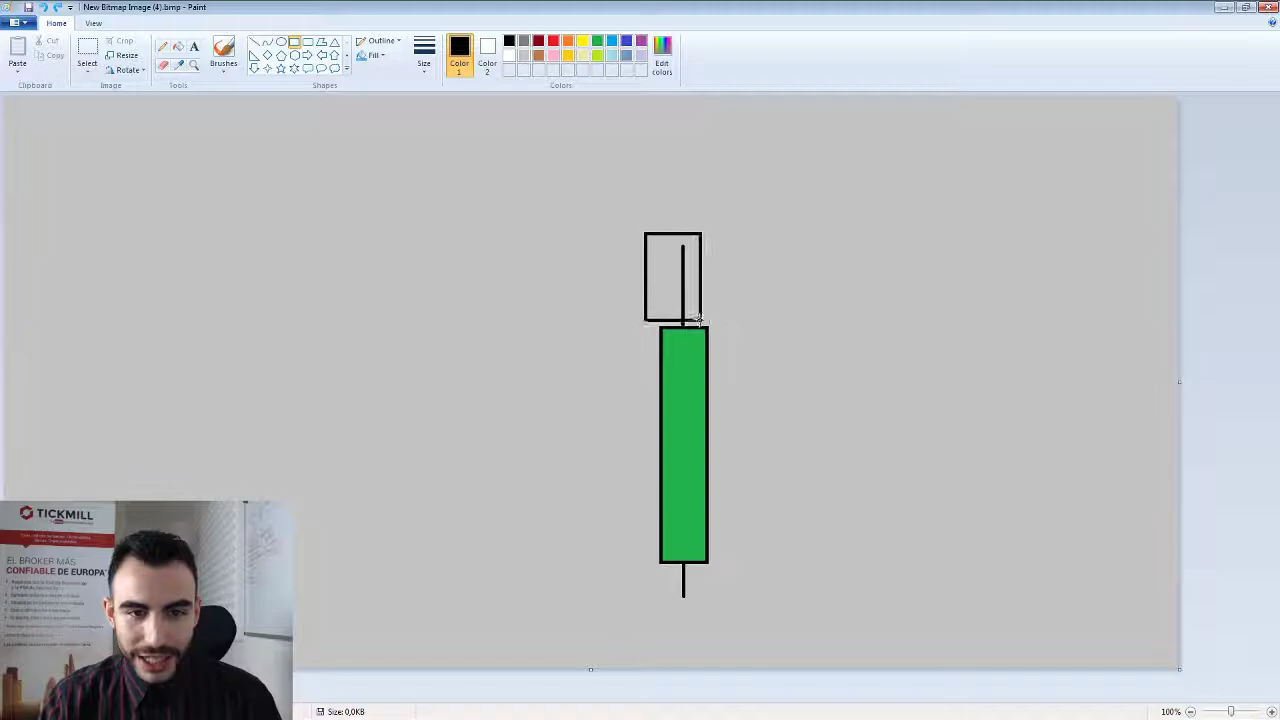 New Bitmap Image (4).bmp - Paint
Home View
Paste
Cut
Copy
Clipboard
Select
Crop
Resize
Rotate
Image
A
Tools
Brushes
Outline
Fill
Shapes
Size
Color 1
Color 2
Edit colors
Colors
TICKMILL
EL BROKER MÁS
CONFIABLE DE EUROPA
Size: 0,0KB
100%